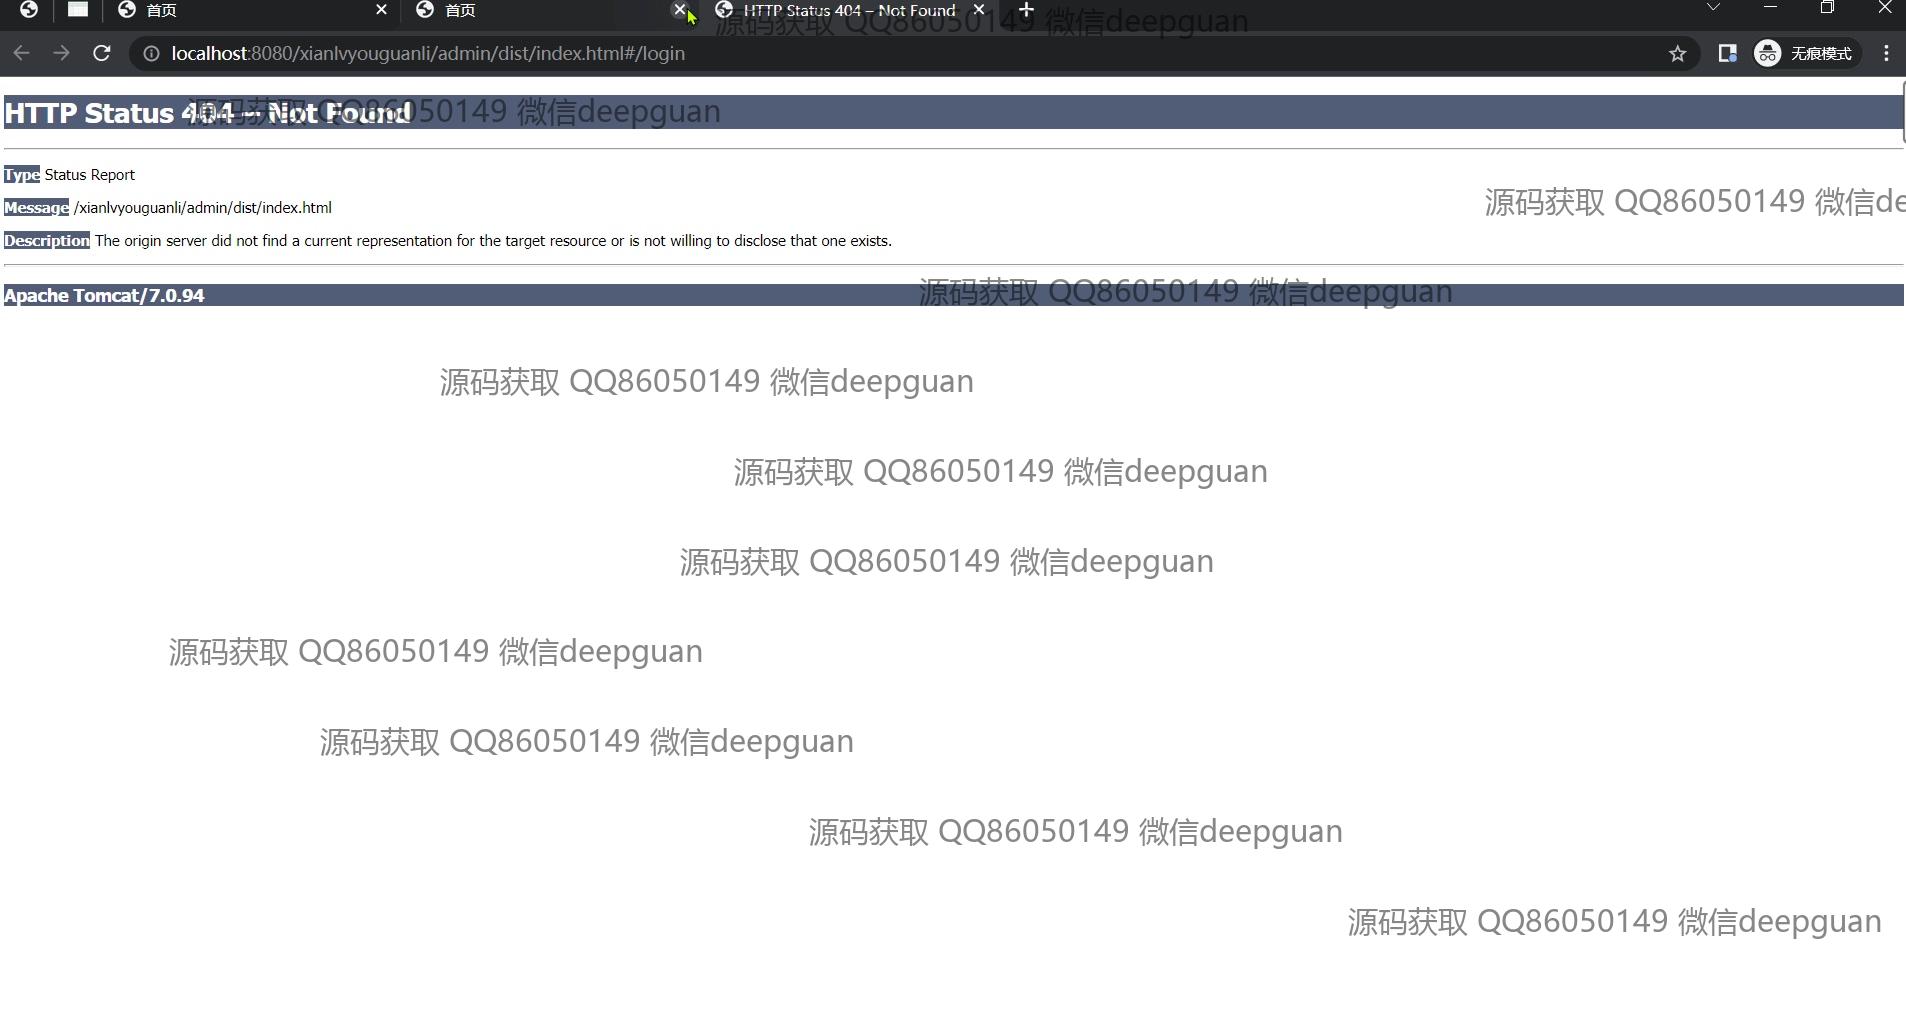 首页
首页
HTTP Status 404 – Not Found
源码获取 QQ86050149 微信deepguan
localhost:8080/xianlvyouguanli/admin/dist/index.html#/login
无痕模式
HTTP Status 404 – Not Found
源码获取 QQ86050149 微信deepguan
Type Status Report
源码获取 QQ86050149 微信de
Message /xianlvyouguanli/admin/dist/index.html
Description The origin server did not find a current representation for the target resource or is not willing to disclose that one exists.
Apache Tomcat/7.0.94
源码获取 QQ86050149 微信deepguan
源码获取 QQ86050149 微信deepguan
源码获取 QQ86050149 微信deepguan
源码获取 QQ86050149 微信deepguan
源码获取 QQ86050149 微信deepguan
源码获取 QQ86050149 微信deepguan
源码获取 QQ86050149 微信deepguan
源码获取 QQ86050149 微信deepguan